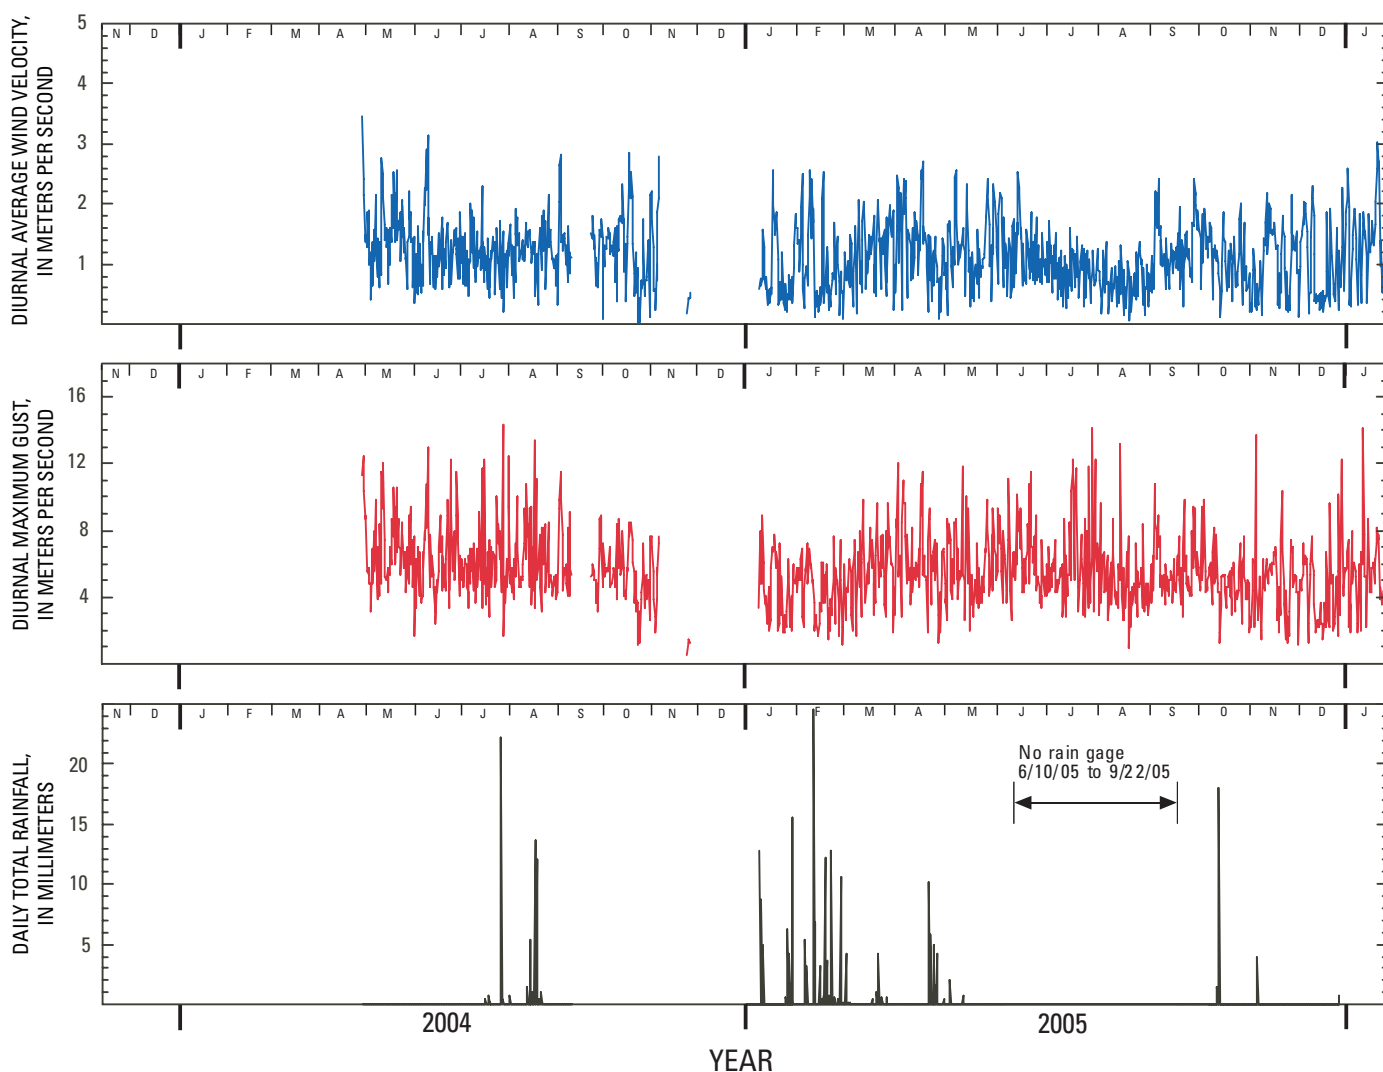 DIURNAL AVERAGE WIND VELOCITY,
IN METERS PER SECOND
5
4
3
2
1
N D J F M A M J J A S O N D J F M A M J J A S O N D J
DIURNAL MAXIMUM GUST,
IN METERS PER SECOND
16
12
8
4
N D J F M A M J J A S O N D J F M A M J J A S O N D J
DAILY TOTAL RAINFALL,
IN MILLIMETERS
20
15
10
5
N D J F M A M J J A S O N D J F M A M J J A S O N D J
No rain gage
6/10/05 to 9/22/05
2004 2005
YEAR